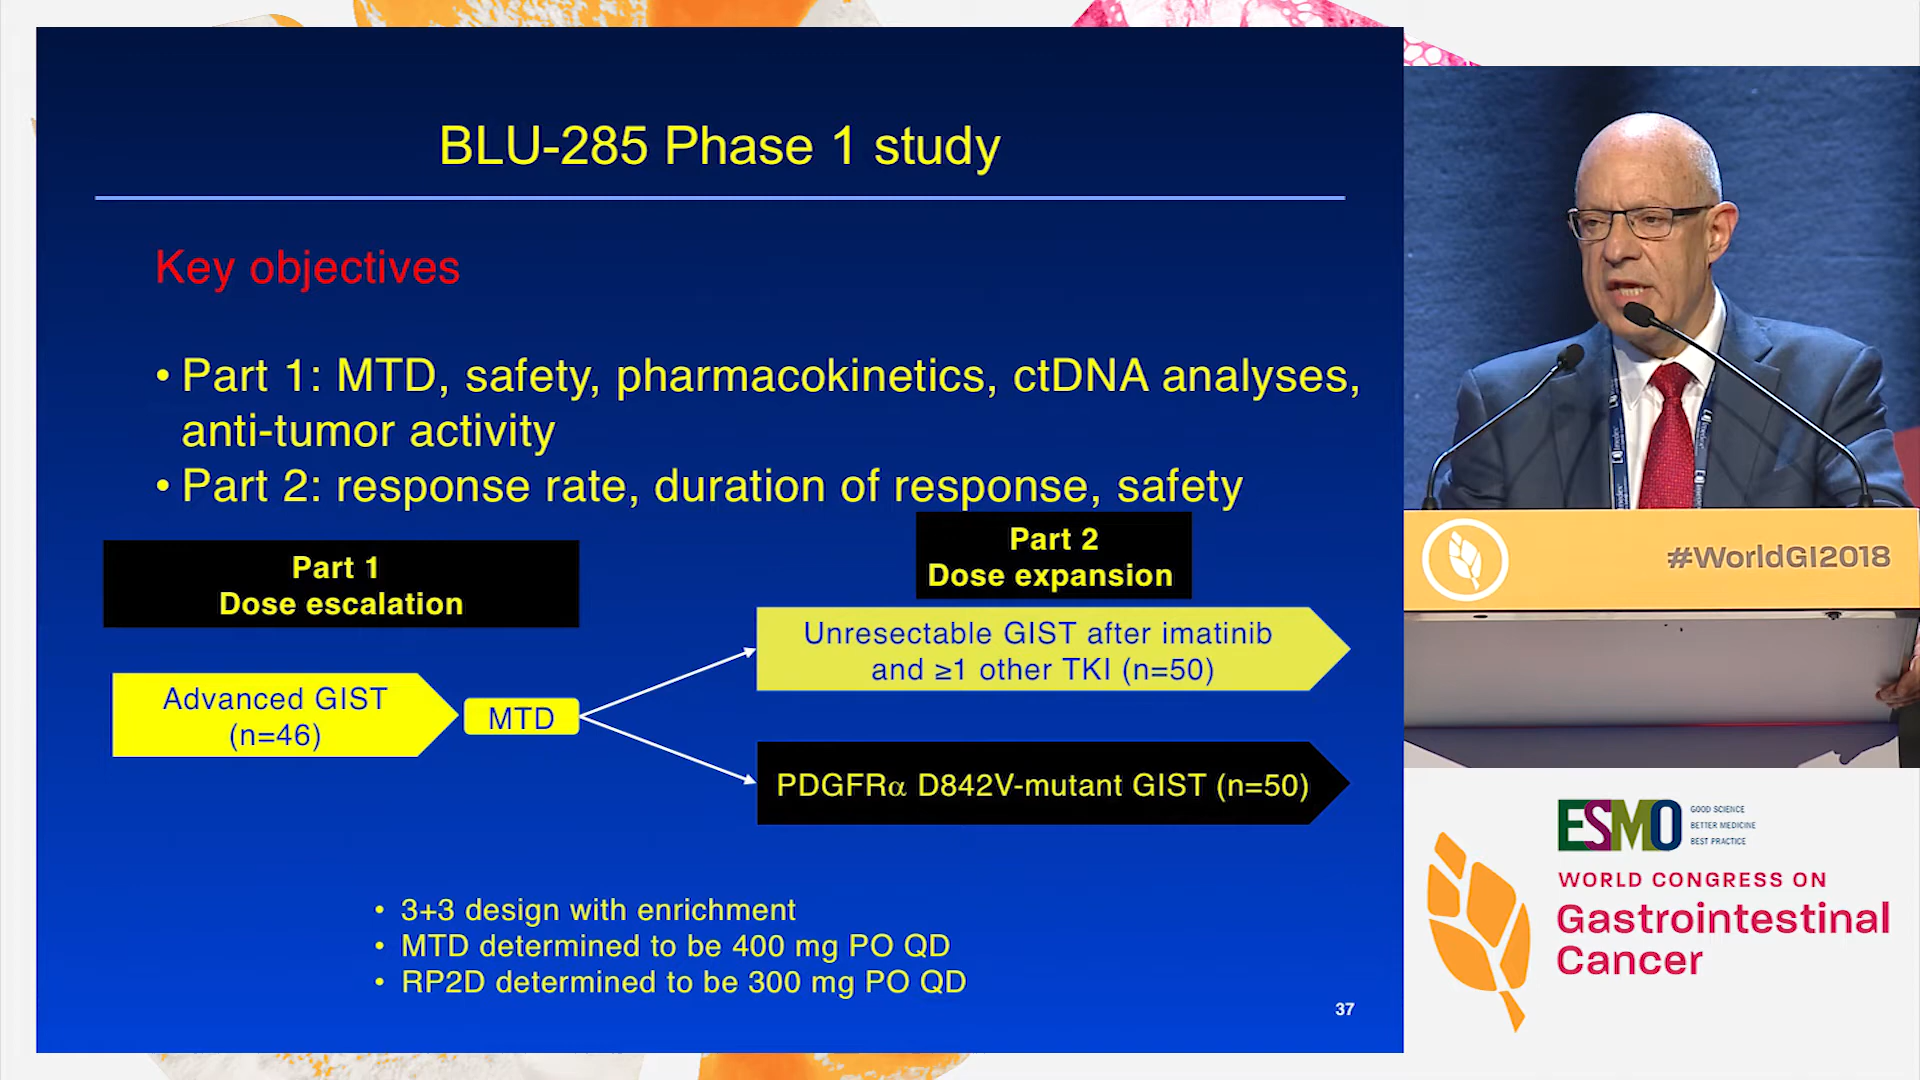 BLU-285 Phase 1 study
Key objectives
• Part 1: MTD, safety, pharmacokinetics, ctDNA analyses,
anti-tumor activity
• Part 2: response rate, duration of response, safety
Part 1
Dose escalation
Part 2
Dose expansion
Advanced GIST
(n=46)
MTD
Unresectable GIST after imatinib
and ≥1 other TKI (n=50)
PDGFRα D842V-mutant GIST (n=50)
• 3+3 design with enrichment
• MTD determined to be 400 mg PO QD
• RP2D determined to be 300 mg PO QD
37
#WorldGI2018
ESMO
GOOD SCIENCE
BETTER MEDICINE
BEST PRACTICE
WORLD CONGRESS ON
Gastrointestinal
Cancer